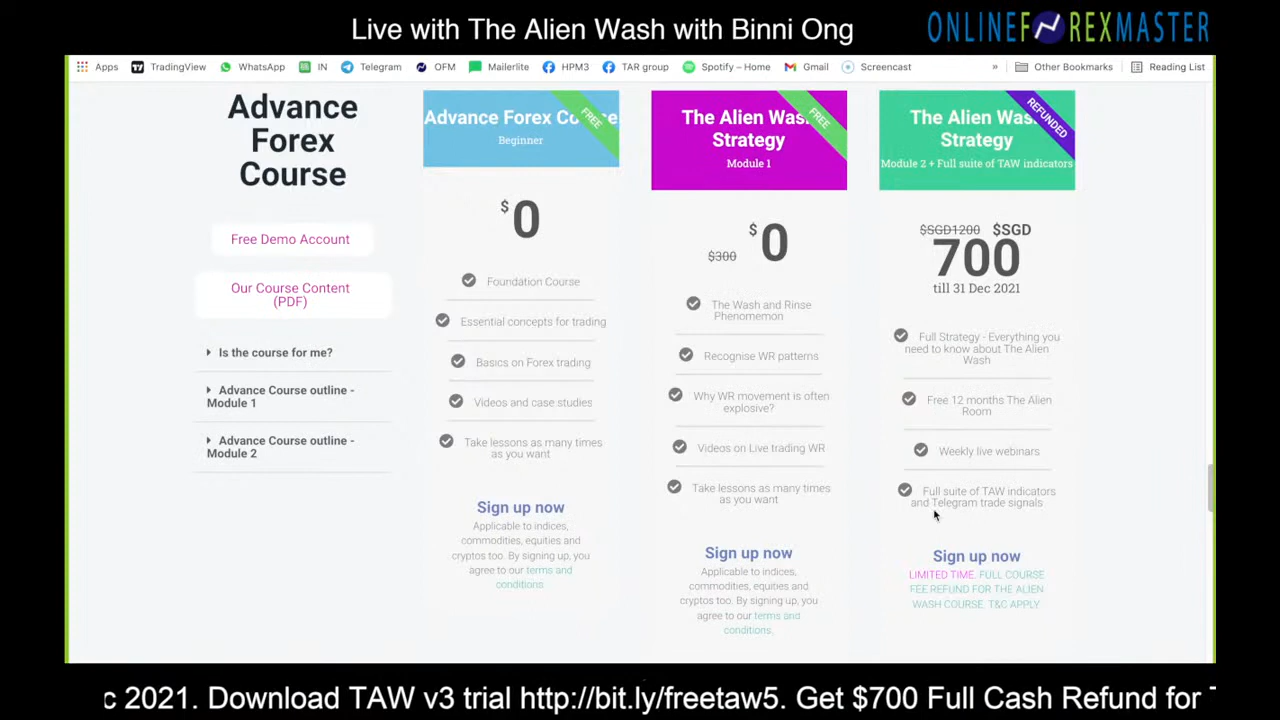 Live with The Alien Wash with Binni Ong
ONLINEFOREXMASTER
Apps TradingView WhatsApp IN Telegram OFM Mailerlite HPM3 TAR group Spotify – Home Gmail Screencast » Other Bookmarks Reading List
Advance
Forex
Course
Free Demo Account
Our Course Content
(PDF)
Is the course for me?
Advance Course outline -
Module 1
Advance Course outline -
Module 2
Advance Forex Co se
FREE
Beginner
$0
Foundation Course
Essential concepts for trading
Basics on Forex trading
Videos and case studies
Take lessons as many times
as you want
Sign up now
Applicable to indices,
commodities, equities and
cryptos too. By signing up, you
agree to our terms and
conditions.
The Alien Was
Strategy
FREE
Module 1
$300 $0
The Wash and Rinse
Phenomemon
Recognise WR patterns
Why WR movement is often
explosive?
Videos on Live trading WR
Take lessons as many times
as you want
Sign up now
Applicable to indices,
commodities, equities and
cryptos too. By signing up, you
agree to our terms and
conditions.
The Alien Was
Strategy
REFUNDED
Module 2 + Full suite of TAW indicators
$SGD1200 $SGD
700
till 31 Dec 2021
Full Strategy - Everything you
need to know about The Alien
Wash
Free 12 months The Alien
Room
Weekly live webinars
Full suite of TAW indicators
and Telegram trade signals
Sign up now
LIMITED TIME. FULL COURSE
FEE REFUND FOR THE ALIEN
WASH COURSE. T&C APPLY
c 2021. Download TAW v3 trial http://bit.ly/freetaw5. Get $700 Full Cash Refund for